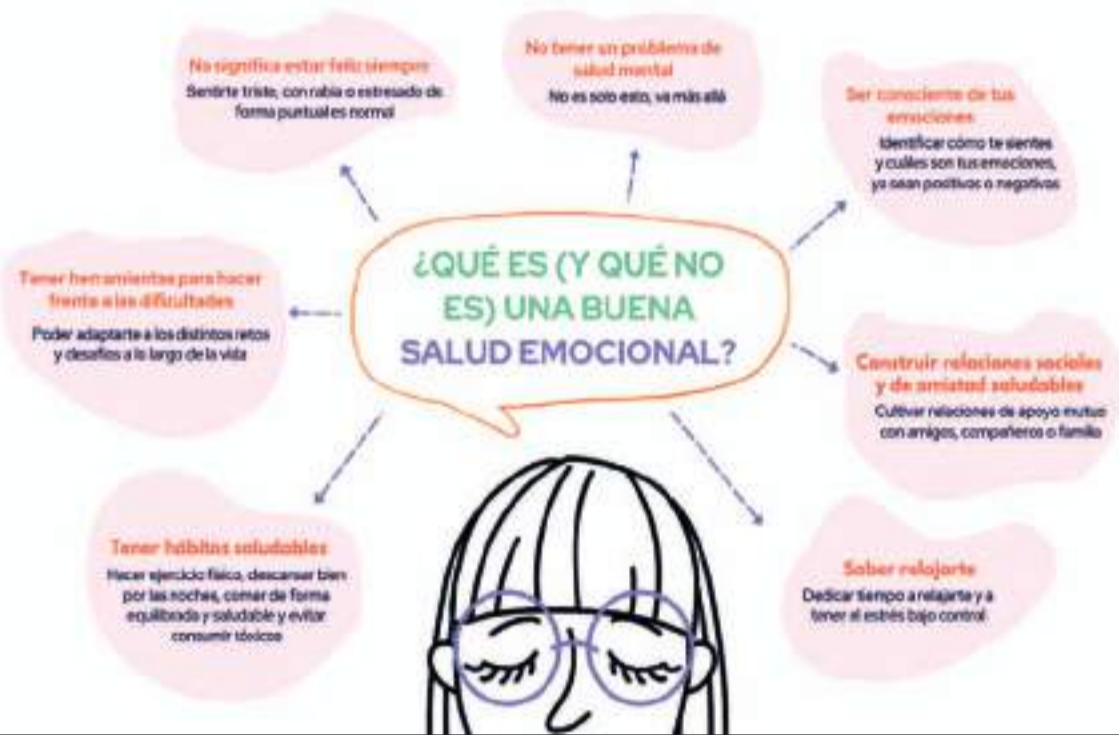 No significa estar feliz siempre
Sentirte triste, con rabia o estresado de
forma puntual es normal
No tener un problema de
salud mental
No es solo esto, va más allá
Ser consciente de tus
emociones
Identificar cómo te sientes
y cuáles son tus emociones,
ya sean positivas o negativas
¿QUÉ ES (Y QUÉ NO
ES) UNA BUENA
SALUD EMOCIONAL?
Tener herramientas para hacer
frente a las dificultades
Poder adaptarte a los distintos retos
y desafíos a lo largo de la vida
Construir relaciones sociales
y de amistad saludables
Cultivar relaciones de apoyo mutuo
con amigos, compañeros o familia
Tener hábitos saludables
Hacer ejercicio físico, descansar bien
por las noches, comer de forma
equilibrada y saludable y evitar
consumir tóxicos
Saber relajarte
Dedicar tiempo a relajarte y a
tener el estrés bajo control